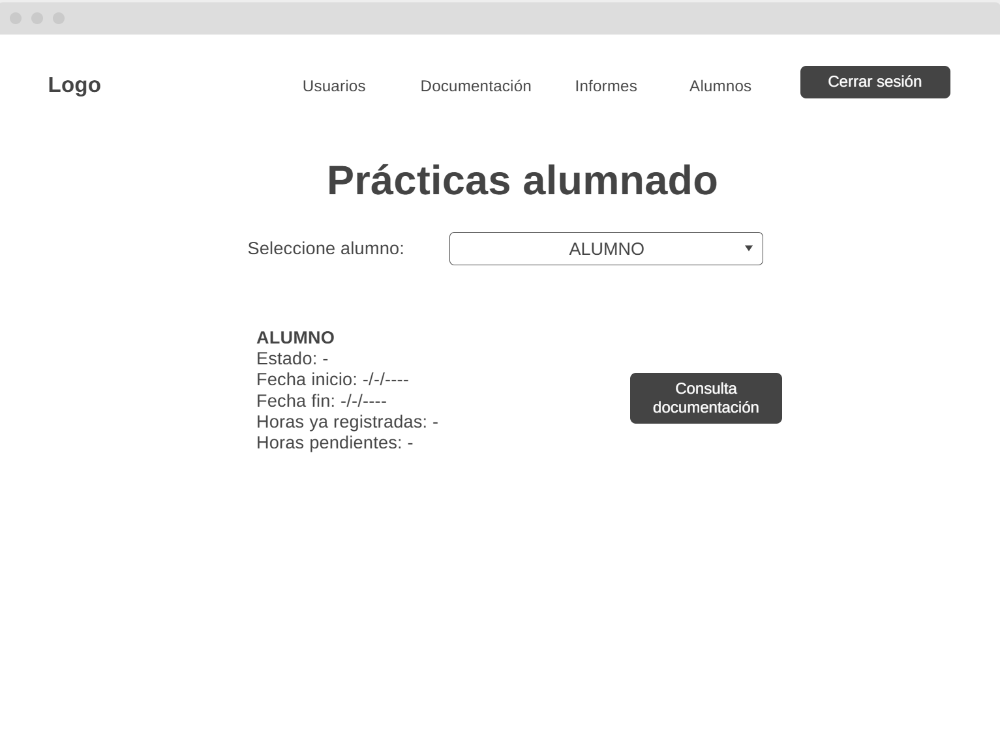 Logo
Usuarios
Documentación
Informes
Alumnos
Cerrar sesión
Prácticas alumnado
Seleccione alumno:
ALUMNO
ALUMNO
Estado: -
Fecha inicio: -/-/----
Fecha fin: -/-/----
Horas ya registradas: -
Horas pendientes: -
Consulta
documentación